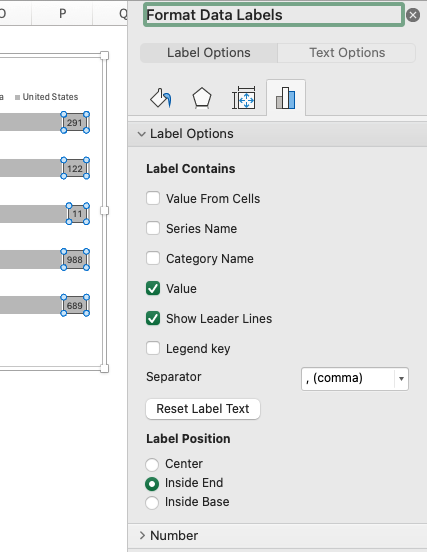 O P Q
Format Data Labels
Label Options Text Options
a United States
291
122
11
988
689
Label Options
Label Contains
Value From Cells
Series Name
Category Name
Value
Show Leader Lines
Legend key
Separator , (comma)
Reset Label Text
Label Position
Center
Inside End
Inside Base
Number